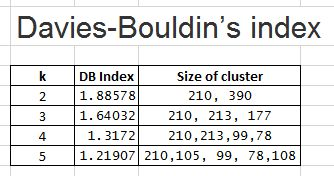 Davies-Bouldin's index
k DB Index Size of cluster
2 1.88578 210, 390
3 1.64032 210, 213, 177
4 1.3172 210,213,99,78
5 1.21907 210,105, 99, 78,108